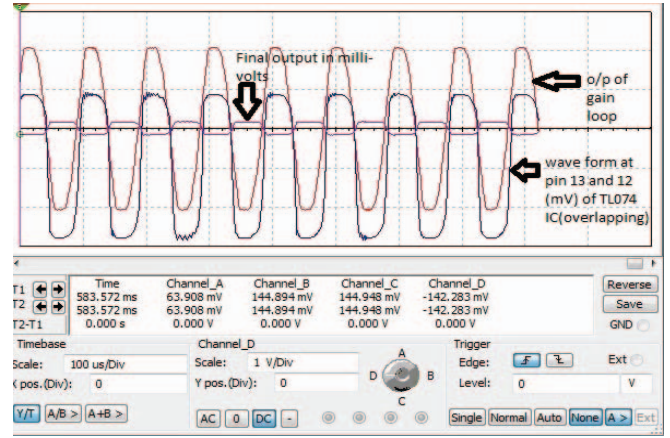 Final output in milli-
volts
o/p of
gain
loop
wave form at
pin 13 and 12
(mV) of TL074
IC(overlapping)
Time Channel_A Channel_B Channel_C Channel_D
T1 583.572 ms 63.908 mV 144.894 mV 144.948 mV -142.283 mV
T2 583.572 ms 63.908 mV 144.894 mV 144.948 mV -142.283 mV
T2-T1 0.000 s 0.000 V 0.000 V 0.000 V 0.000 V
Reverse
Save
GND
Timebase
Scale: 100 us/Div
X pos.(Div): 0
Y/T A/B > A+B >
Channel_D
Scale: 1 V/Div
Y pos.(Div): 0
AC 0 DC -
A
D B
C
Trigger
Edge: Ext
Level: 0 V
Single Normal Auto None A > Ext